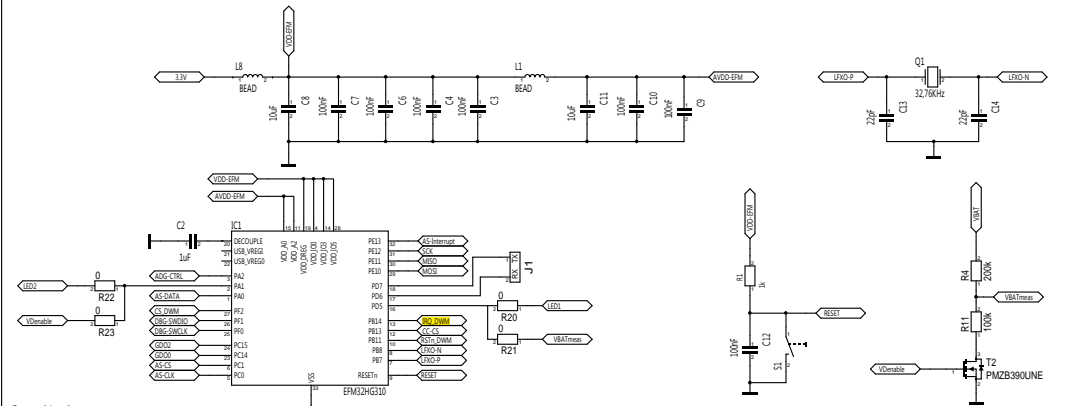 VDD-EFM
3.3V
L8
BEAD
L1
BEAD
AVDD-EFM
10uF
C8
100nF
C7
100nF
C6
100nF
C4
100nF
C3
10uF
C11
100nF
C10
100nF
C9
LFXO-P
Q1
32,76KHz
LFXO-N
22pF
C13
22pF
C14
VDD-EFM
AVDD-EFM
C2
1uF
IC1
VDD_A0
VDD_A2
VDD_DREG
VDD_IO0
VDD_IO3
VDD_IO5
DECOUPLE
USB_VREGI
USB_VREG0
PA2
PA1
PA0
PF2
PF1
PF0
PC15
PC14
PC1
PC0
PE13
PE12
PE11
PE10
PD7
PD6
PD5
PB14
PB13
PB11
PB8
PB7
RESETn
VSS
33
EFM32HG310
ADG-CTRL
LED2
0
R22
VDenable
0
R23
AS-DATA
CS_DWM
DBG-SWDIO
DBG-SWCLK
GDO2
GDO0
AS-CS
AS-CLK
AS-Interrupt
SCK
MISO
MOSI
RX TX
J1
0
R20
LED1
0
R21
VBATmeas
IRQ_DWM
CC-CS
RSTn_DWM
LFXO-N
LFXO-P
RESET
VDD-EFM
R1
1k
RESET
100nF
C12
S1
VBAT
R4
200k
VBATmeas
R11
100k
VDenable
T2
PMZB390UNE